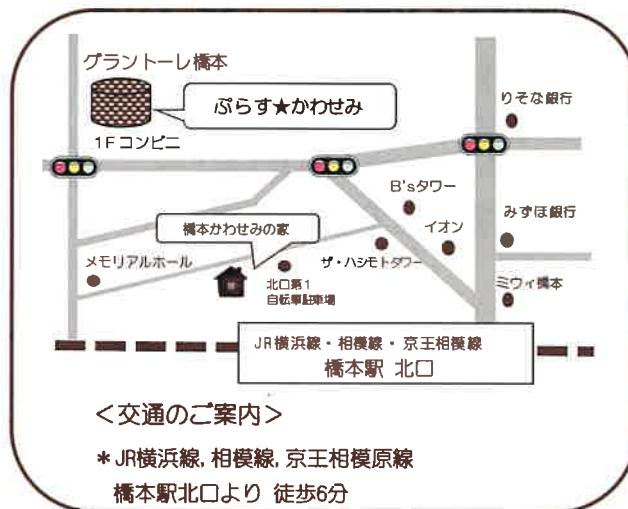 グラントーレ橋本
ぷらす★かわせみ
1Fコンビニ
りそな銀行
B'sタワー
みずほ銀行
イオン
橋本かわせみの家
ザ・ハシモトタワー
メモリアルホール
北口第1
自転車駐車場
ミウィ橋本
JR横浜線・相模線・京王相模線
橋本駅 北口
＜交通のご案内＞
＊JR横浜線, 相模線, 京王相模原線
橋本駅北口より 徒歩6分